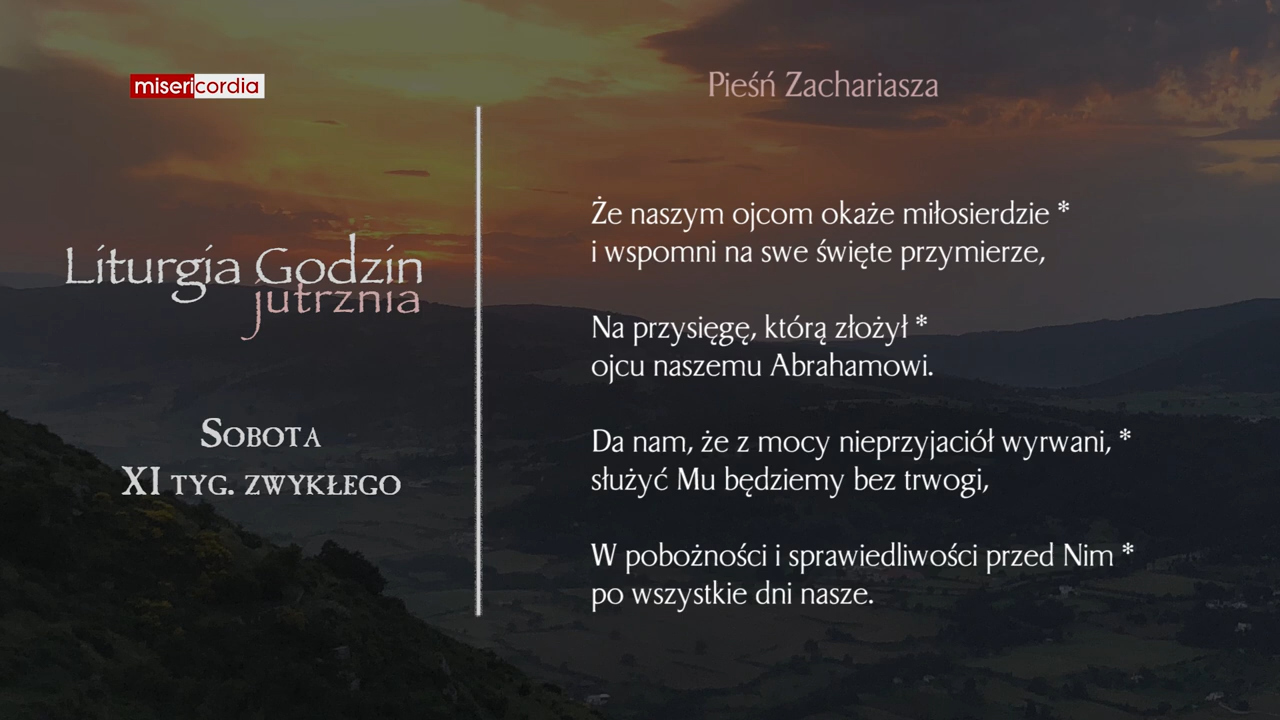 misericordia
Liturgia Godzin
jutrznia
Sobota
XI tyg. zwykłego
Pieśń Zachariasza
Że naszym ojcom okaże miłosierdzie *
i wspomni na swe święte przymierze,
Na przysięgę, którą złożył *
ojcu naszemu Abrahamowi.
Da nam, że z mocy nieprzyjaciół wyrwani, *
służyć Mu będziemy bez trwogi,
W pobożności i sprawiedliwości przed Nim *
po wszystkie dni nasze.